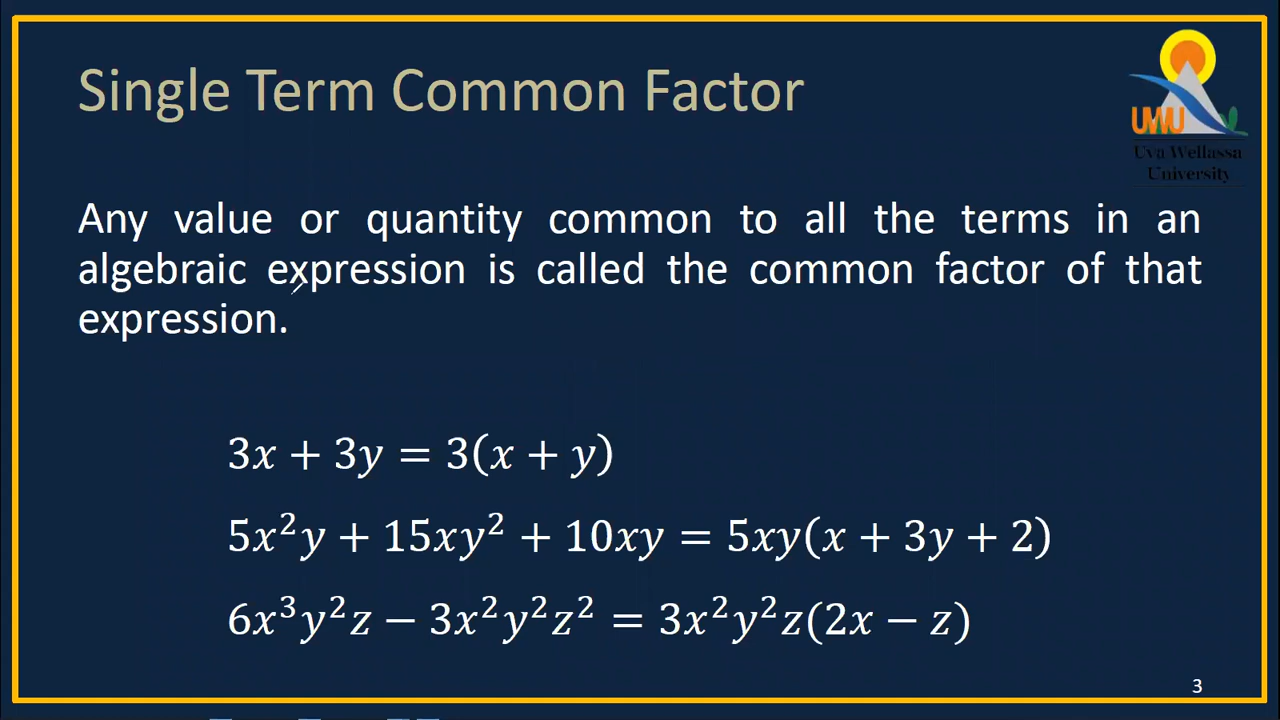 Single Term Common Factor
UWU
Uva Wellassa
University
Any value or quantity common to all the terms in an
algebraic expression is called the common factor of that
expression.
3x + 3y = 3(x + y)
5x²y + 15xy² + 10xy = 5xy(x + 3y + 2)
6x³y²z − 3x²y²z² = 3x²y²z(2x − z)
3